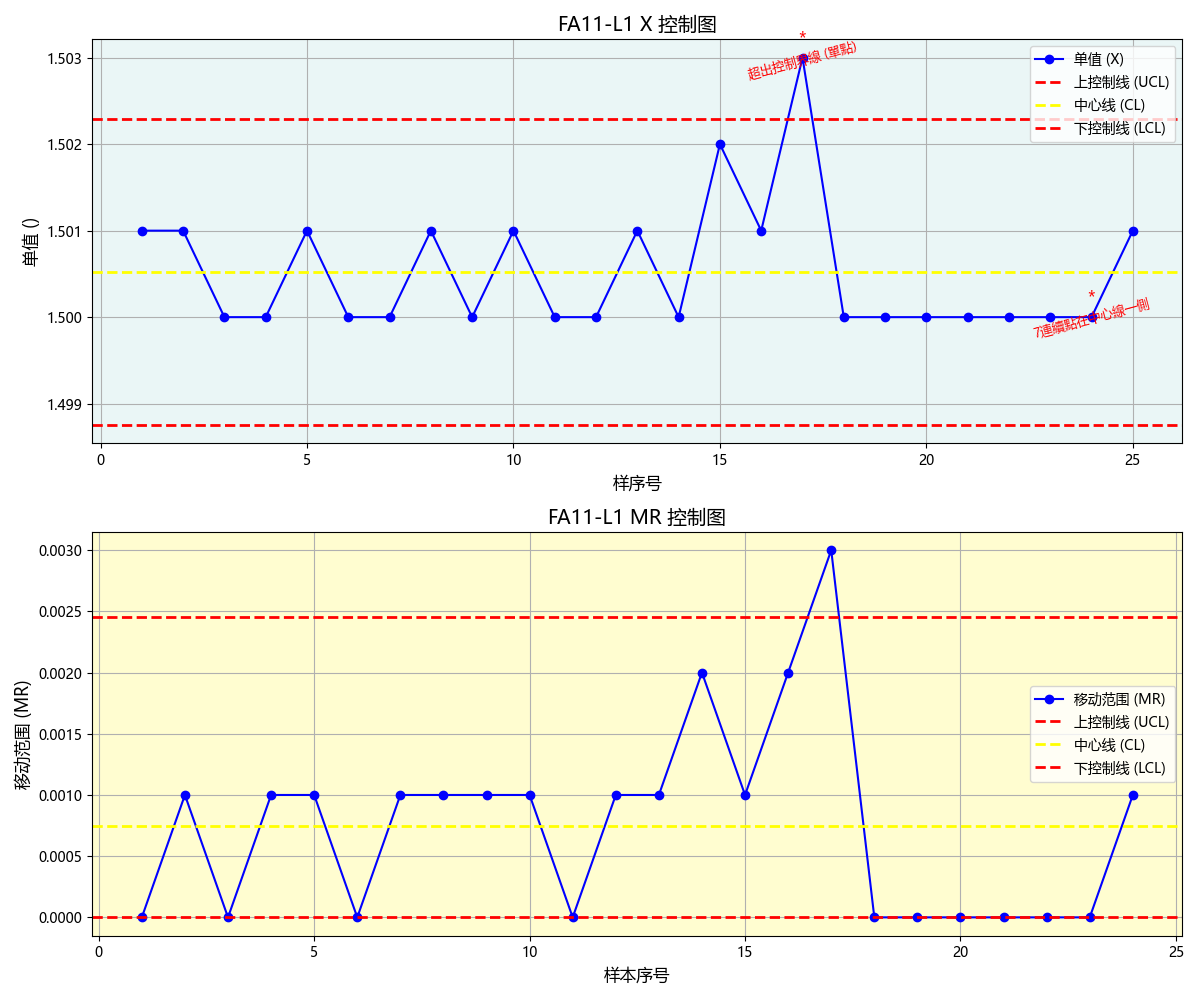 FA11-L1 X 控制图
*
超出控制界線 (單點)
单值 (X)
上控制线 (UCL)
中心线 (CL)
下控制线 (LCL)
单值 ()
1.503
1.502
1.501
1.500
1.499
*
7連續點在中心線一側
0 5 10 15 20 25
样序号
FA11-L1 MR 控制图
移动范围 (MR)
0.0030
0.0025
0.0020
0.0015
0.0010
0.0005
0.0000
移动范围 (MR)
上控制线 (UCL)
中心线 (CL)
下控制线 (LCL)
0 5 10 15 20 25
样本序号